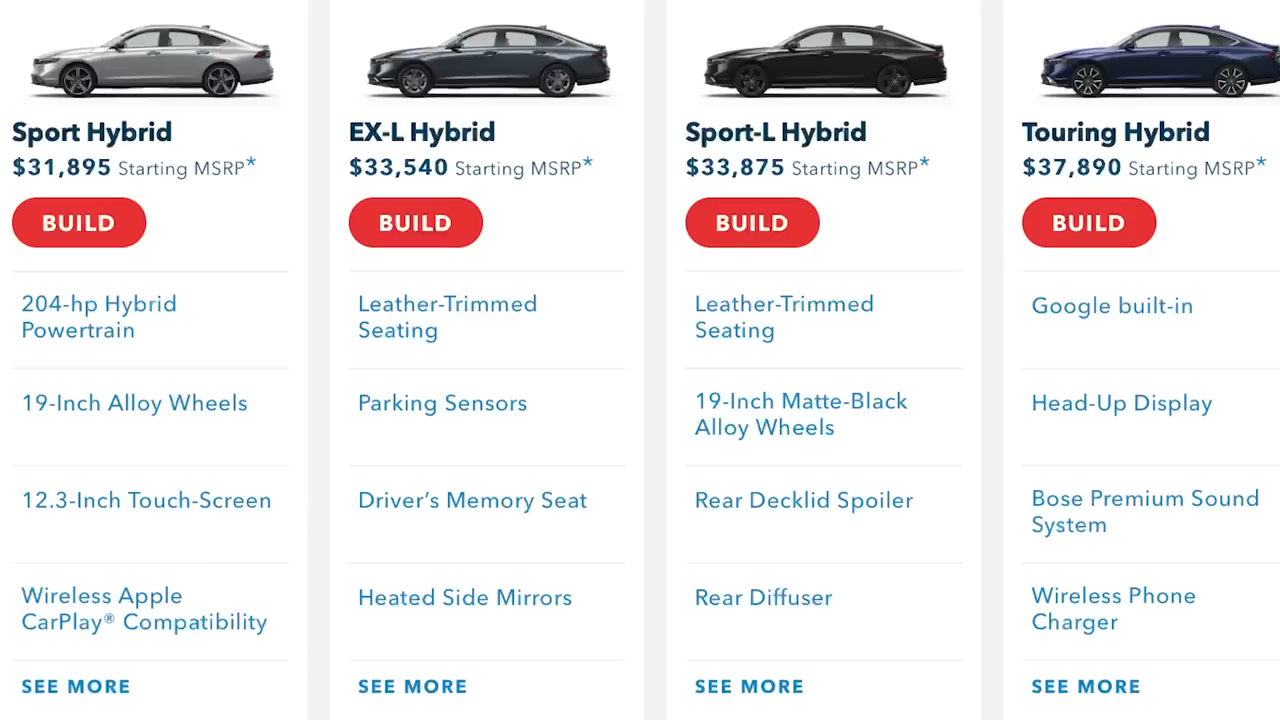 Sport Hybrid
$31,895 Starting MSRP*
BUILD
204-hp Hybrid
Powertrain
19-Inch Alloy Wheels
12.3-Inch Touch-Screen
Wireless Apple
CarPlay® Compatibility
SEE MORE
EX-L Hybrid
$33,540 Starting MSRP*
BUILD
Leather-Trimmed
Seating
Parking Sensors
Driver’s Memory Seat
Heated Side Mirrors
SEE MORE
Sport-L Hybrid
$33,875 Starting MSRP*
BUILD
Leather-Trimmed
Seating
19-Inch Matte-Black
Alloy Wheels
Rear Decklid Spoiler
Rear Diffuser
SEE MORE
Touring Hybrid
$37,890 Starting MSRP*
BUILD
Google built-in
Head-Up Display
Bose Premium Sound
System
Wireless Phone
Charger
SEE MORE